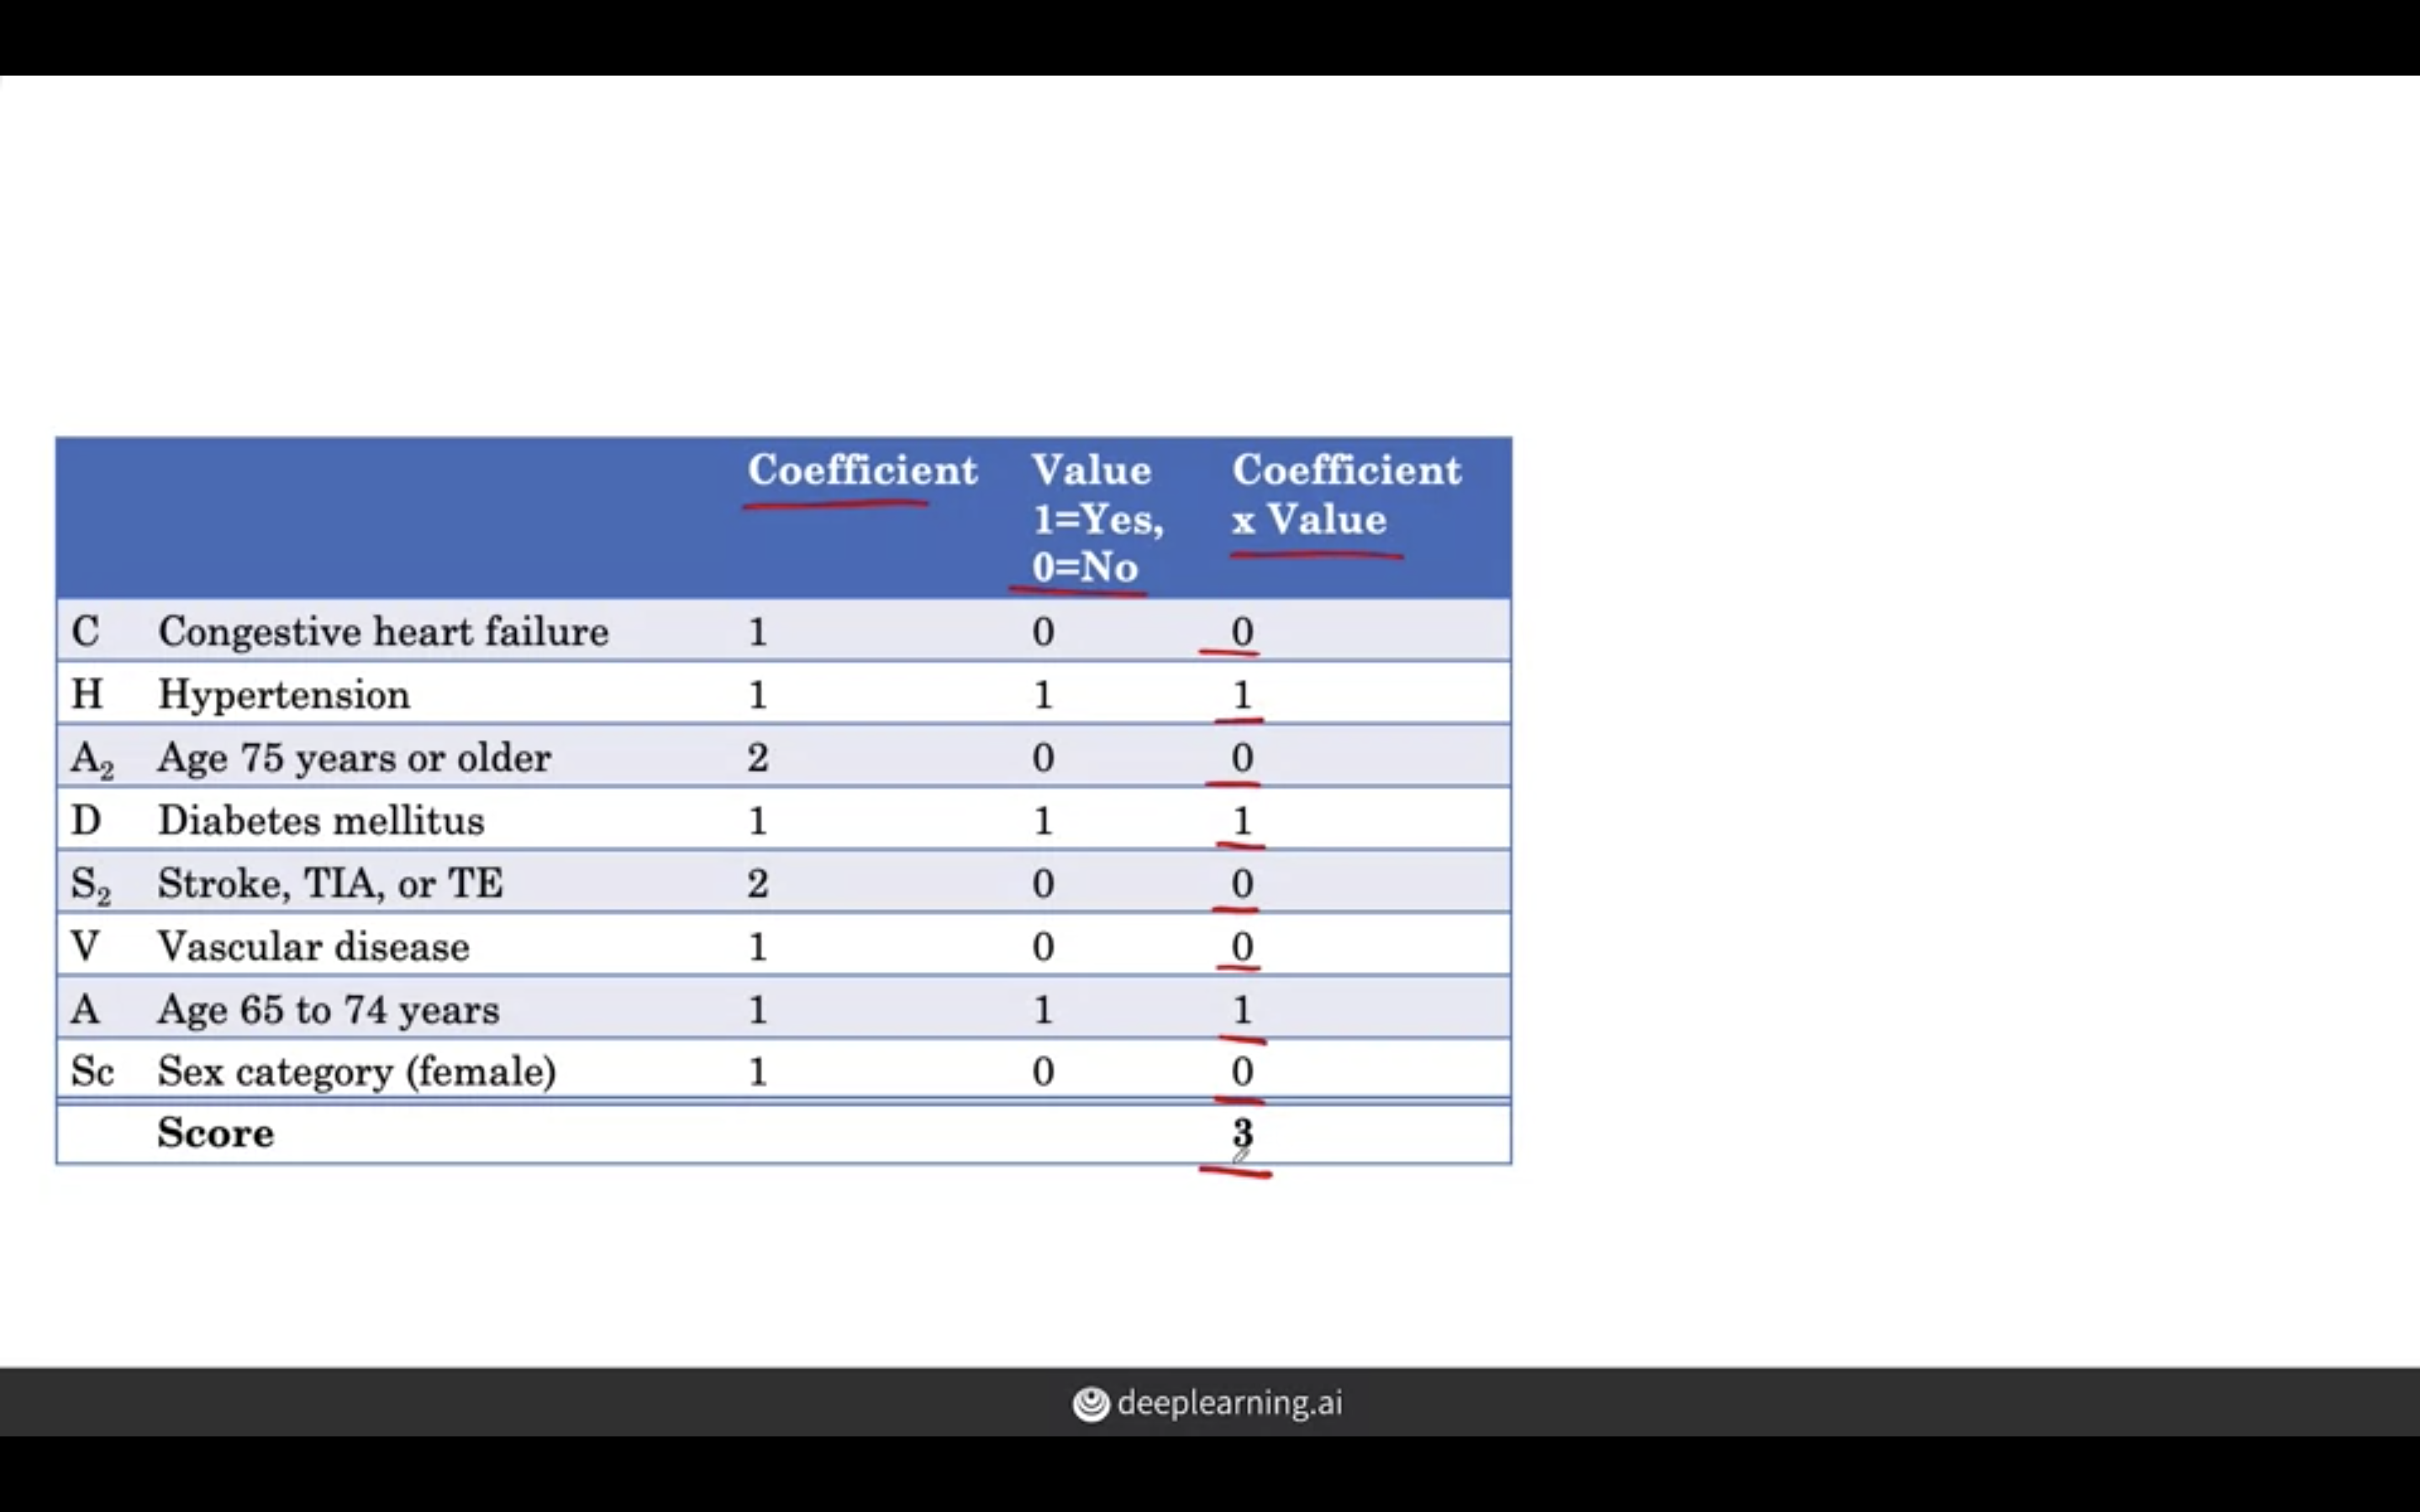 Coefficient Value Coefficient
1=Yes, x Value
0=No
C Congestive heart failure 1 0 0
H Hypertension 1 1 1
A₂ Age 75 years or older 2 0 0
D Diabetes mellitus 1 1 1
S₂ Stroke, TIA, or TE 2 0 0
V Vascular disease 1 0 0
A Age 65 to 74 years 1 1 1
Sc Sex category (female) 1 0 0
Score 3
deeplearning.ai